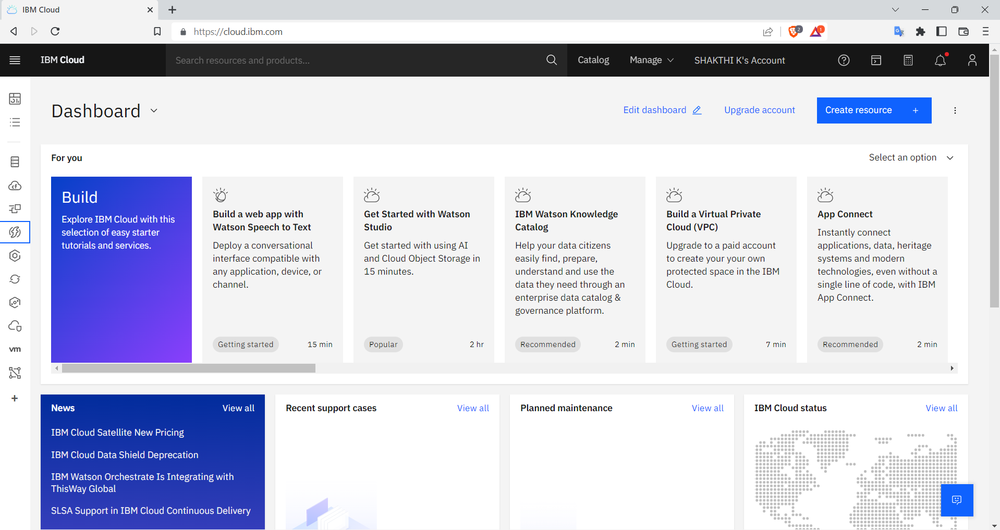 IBM Cloud
https://cloud.ibm.com
2
1
IBM Cloud
Search resources and products...
Catalog
Manage
SHAKTHI K's Account
Dashboard
Edit dashboard
Upgrade account
Create resource +
For you
Select an option
Build
Explore IBM Cloud with this
selection of easy starter
tutorials and services.
Build a web app with
Watson Speech to Text
Deploy a conversational
interface compatible with
any application, device, or
channel.
Getting started
15 min
Get Started with Watson
Studio
Get started with using AI
and Cloud Object Storage in
15 minutes.
Popular
2 hr
IBM Watson Knowledge
Catalog
Help your data citizens
easily find, prepare,
understand and use the
data they need through an
enterprise data catalog &
governance platform.
Recommended
2 min
Build a Virtual Private
Cloud (VPC)
Upgrade to a paid account
to create your your own
protected space in the IBM
Cloud.
Getting started
7 min
App Connect
Instantly connect
applications, data, heritage
systems and modern
technologies, even without a
single line of code, with IBM
App Connect.
Recommended
2 min
cf
vm
News
View all
IBM Cloud Satellite New Pricing
IBM Cloud Data Shield Deprecation
IBM Watson Orchestrate Is Integrating with
ThisWay Global
SLSA Support in IBM Cloud Continuous Delivery
Recent support cases
View all
Planned maintenance
View all
IBM Cloud status
View all